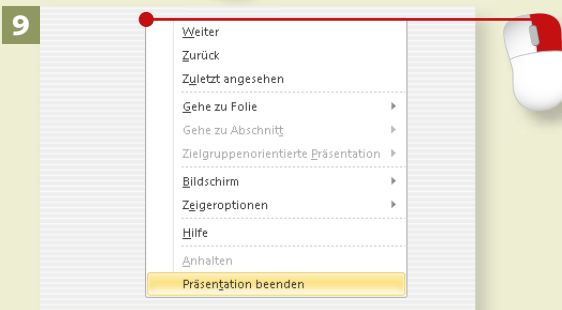 9
Weiter
Zurück
Zuletzt angesehen
Gehe zu Folie
Gehe zu Abschnitt
Zielgruppenorientierte Präsentation
Bildschirm
Zeigeroptionen
Hilfe
Anhalten
Präsentation beenden